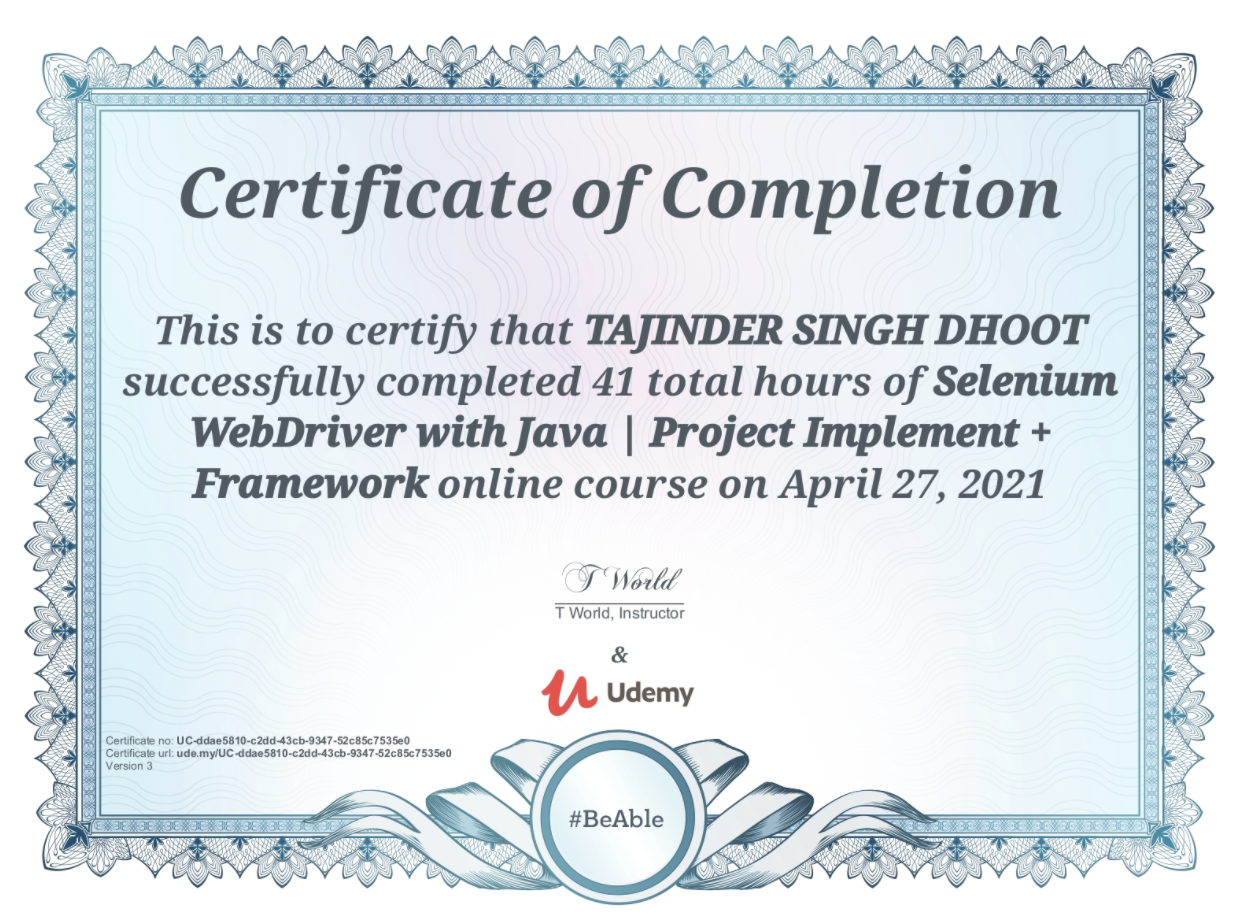 Certificate of Completion
This is to certify that TAJINDER SINGH DHOOT
successfully completed 41 total hours of Selenium
WebDriver with Java | Project Implement +
Framework online course on April 27, 2021
T World
T World, Instructor
&
Udemy
Certificate no: UC-ddae5810-c2dd-43cb-9347-52c85c7535e0
Certificate url: ude.my/UC-ddae5810-c2dd-43cb-9347-52c85c7535e0
Version 3
#BeAble